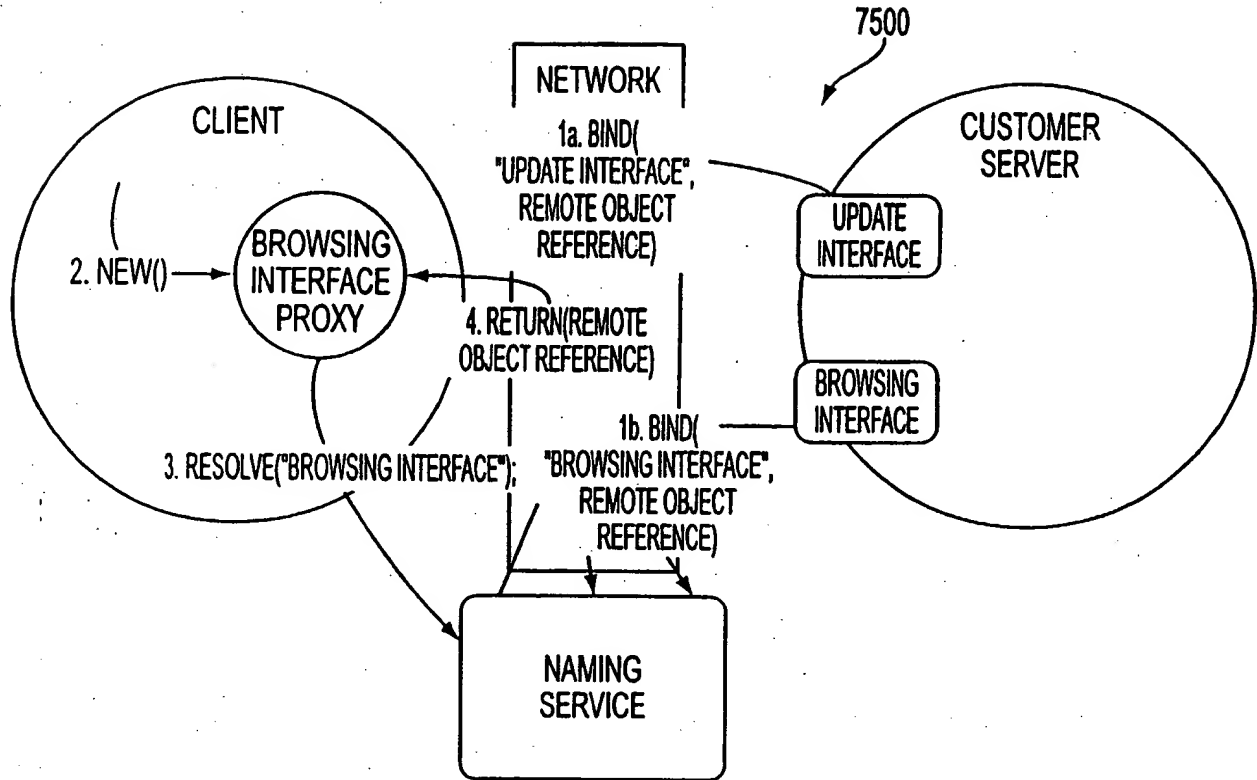 7500
NETWORK
CLIENT
CUSTOMER
SERVER
1a. BIND(
"UPDATE INTERFACE",
REMOTE OBJECT
REFERENCE)
UPDATE
INTERFACE
2. NEW()
BROWSING
INTERFACE
PROXY
4. RETURN(REMOTE
OBJECT REFERENCE)
BROWSING
INTERFACE
1b. BIND(
"BROWSING INTERFACE",
REMOTE OBJECT
REFERENCE)
3. RESOLVE("BROWSING INTERFACE");
NAMING
SERVICE